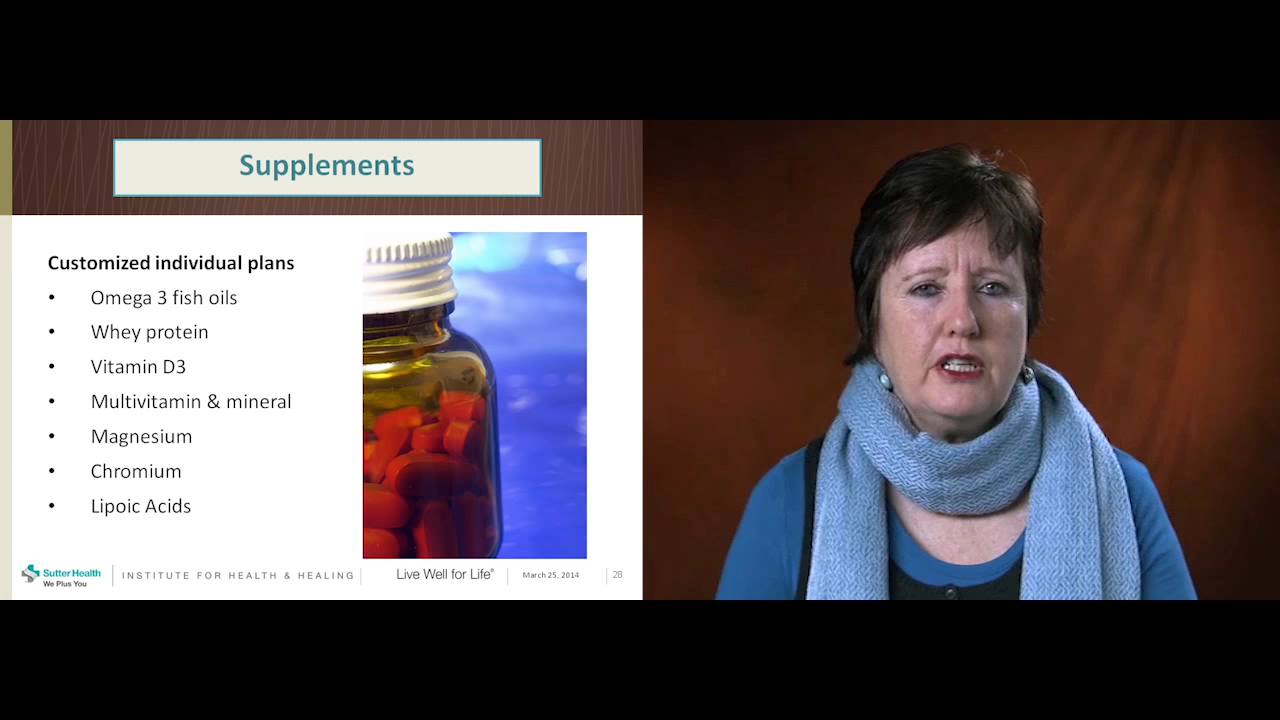 Supplements
Customized individual plans
• Omega 3 fish oils
• Whey protein
• Vitamin D3
• Multivitamin & mineral
• Magnesium
• Chromium
• Lipoic Acids
Sutter Health
We Plus You
INSTITUTE FOR HEALTH & HEALING
Live Well for Life®
March 25, 2014
28